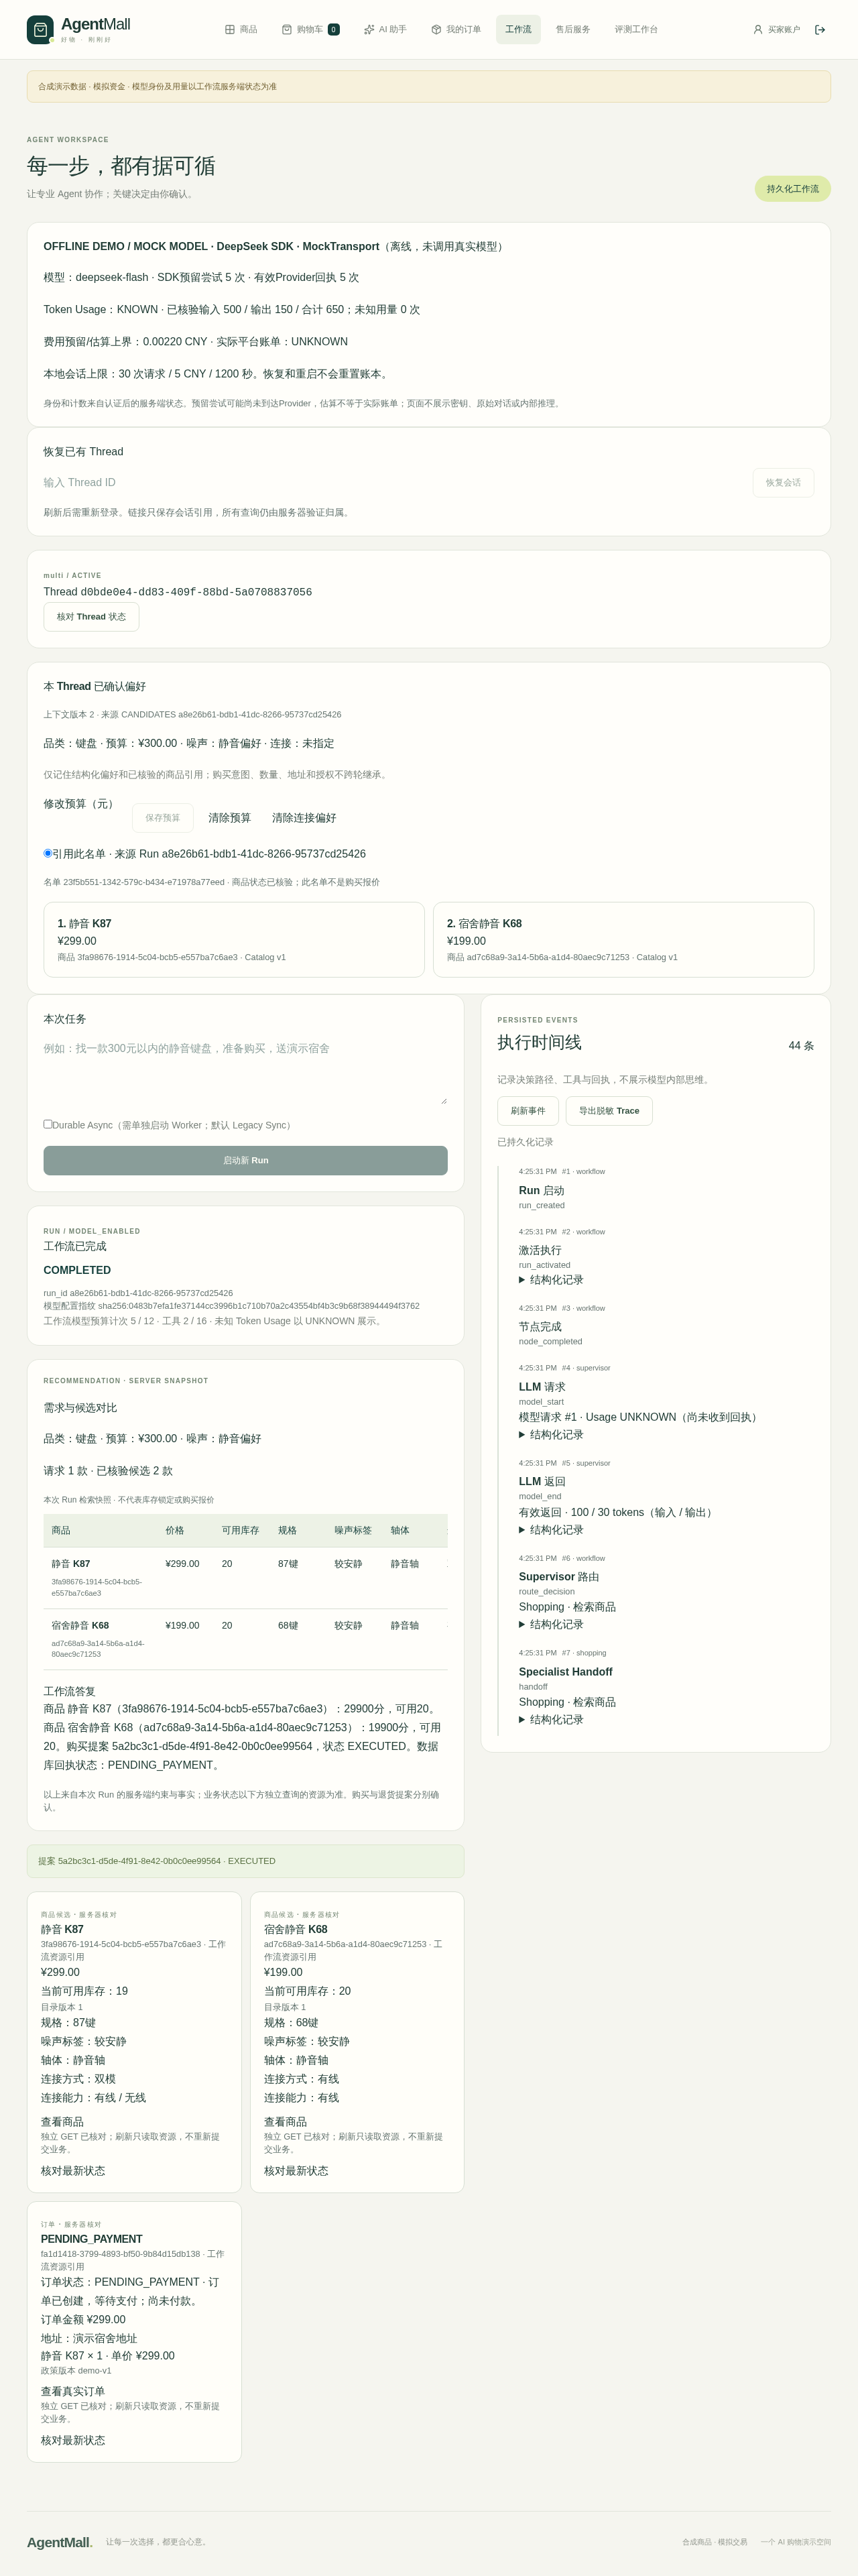 AgentMall
好物 · 刚刚好
商品
购物车 0
AI 助手
我的订单
工作流
售后服务
评测工作台
买家账户
合成演示数据 · 模拟资金 · 模型身份及用量以工作流服务端状态为准
AGENT WORKSPACE
每一步，都有据可循
让专业 Agent 协作；关键决定由你确认。
持久化工作流
OFFLINE DEMO / MOCK MODEL · DeepSeek SDK · MockTransport（离线，未调用真实模型）
模型：deepseek-flash · SDK预留尝试 5 次 · 有效Provider回执 5 次
Token Usage：KNOWN · 已核验输入 500 / 输出 150 / 合计 650；未知用量 0 次
费用预留/估算上界：0.00220 CNY · 实际平台账单：UNKNOWN
本地会话上限：30 次请求 / 5 CNY / 1200 秒。恢复和重启不会重置账本。
身份和计数来自认证后的服务端状态。预留尝试可能尚未到达Provider，估算不等于实际账单；页面不展示密钥、原始对话或内部推理。
恢复已有 Thread
输入 Thread ID
恢复会话
刷新后需重新登录。链接只保存会话引用，所有查询仍由服务器验证归属。
multi / ACTIVE
Thread d0bde0e4-dd83-409f-88bd-5a0708837056
核对 Thread 状态
本 Thread 已确认偏好
上下文版本 2 · 来源 CANDIDATES a8e26b61-bdb1-41dc-8266-95737cd25426
品类：键盘 · 预算：¥300.00 · 噪声：静音偏好 · 连接：未指定
仅记住结构化偏好和已核验的商品引用；购买意图、数量、地址和授权不跨轮继承。
修改预算（元）
保存预算
清除预算
清除连接偏好
引用此名单 · 来源 Run a8e26b61-bdb1-41dc-8266-95737cd25426
名单 23f5b551-1342-579c-b434-e71978a77eed · 商品状态已核验；此名单不是购买报价
1. 静音 K87
¥299.00
商品 3fa98676-1914-5c04-bcb5-e557ba7c6ae3 · Catalog v1
2. 宿舍静音 K68
¥199.00
商品 ad7c68a9-3a14-5b6a-a1d4-80aec9c71253 · Catalog v1
本次任务
例如：找一款300元以内的静音键盘，准备购买，送演示宿舍
Durable Async（需单独启动 Worker；默认 Legacy Sync）
启动新 Run
RUN / MODEL_ENABLED
工作流已完成
COMPLETED
run_id a8e26b61-bdb1-41dc-8266-95737cd25426
模型配置指纹 sha256:0483b7efa1fe37144cc3996b1c710b70a2c43554bf4b3c9b68f38944494f3762
工作流模型预算计次 5 / 12 · 工具 2 / 16 · 未知 Token Usage 以 UNKNOWN 展示。
RECOMMENDATION · SERVER SNAPSHOT
需求与候选对比
品类：键盘 · 预算：¥300.00 · 噪声：静音偏好
请求 1 款 · 已核验候选 2 款
本次 Run 检索快照 · 不代表库存锁定或购买报价
商品 价格 可用库存 规格 噪声标签 轴体
静音 K87 ¥299.00 20 87键 较安静 静音轴
3fa98676-1914-5c04-bcb5-
e557ba7c6ae3
宿舍静音 K68 ¥199.00 20 68键 较安静 静音轴
ad7c68a9-3a14-5b6a-a1d4-
80aec9c71253
工作流答复
商品 静音 K87（3fa98676-1914-5c04-bcb5-e557ba7c6ae3）：29900分，可用20。
商品 宿舍静音 K68（ad7c68a9-3a14-5b6a-a1d4-80aec9c71253）：19900分，可用
20。购买提案 5a2bc3c1-d5de-4f91-8e42-0b0c0ee99564，状态 EXECUTED。数据
库回执状态：PENDING_PAYMENT。
以上来自本次 Run 的服务端约束与事实；业务状态以下方独立查询的资源为准。购买与退货提案分别确
认。
提案 5a2bc3c1-d5de-4f91-8e42-0b0c0ee99564 · EXECUTED
商品候选 · 服务器核对
静音 K87
3fa98676-1914-5c04-bcb5-e557ba7c6ae3 · 工作
流资源引用
¥299.00
当前可用库存：19
目录版本 1
规格：87键
噪声标签：较安静
轴体：静音轴
连接方式：双模
连接能力：有线 / 无线
查看商品
独立 GET 已核对；刷新只读取资源，不重新提
交业务。
核对最新状态
商品候选 · 服务器核对
宿舍静音 K68
ad7c68a9-3a14-5b6a-a1d4-80aec9c71253 · 工
作流资源引用
¥199.00
当前可用库存：20
目录版本 1
规格：68键
噪声标签：较安静
轴体：静音轴
连接方式：有线
连接能力：有线
查看商品
独立 GET 已核对；刷新只读取资源，不重新提
交业务。
核对最新状态
订单 · 服务器核对
PENDING_PAYMENT
fa1d1418-3799-4893-bf50-9b84d15db138 · 工作
流资源引用
订单状态：PENDING_PAYMENT · 订
单已创建，等待支付；尚未付款。
订单金额 ¥299.00
地址：演示宿舍地址
静音 K87 × 1 · 单价 ¥299.00
政策版本 demo-v1
查看真实订单
独立 GET 已核对；刷新只读取资源，不重新提
交业务。
核对最新状态
PERSISTED EVENTS
执行时间线
44 条
记录决策路径、工具与回执，不展示模型内部思维。
刷新事件
导出脱敏 Trace
已持久化记录
4:25:31 PM #1 · workflow
Run 启动
run_created
4:25:31 PM #2 · workflow
激活执行
run_activated
结构化记录
4:25:31 PM #3 · workflow
节点完成
node_completed
4:25:31 PM #4 · supervisor
LLM 请求
model_start
模型请求 #1 · Usage UNKNOWN（尚未收到回执）
结构化记录
4:25:31 PM #5 · supervisor
LLM 返回
model_end
有效返回 · 100 / 30 tokens（输入 / 输出）
结构化记录
4:25:31 PM #6 · workflow
Supervisor 路由
route_decision
Shopping · 检索商品
结构化记录
4:25:31 PM #7 · shopping
Specialist Handoff
handoff
Shopping · 检索商品
结构化记录
AgentMall.
让每一次选择，都更合心意。
合成商品 · 模拟交易
一个 AI 购物演示空间